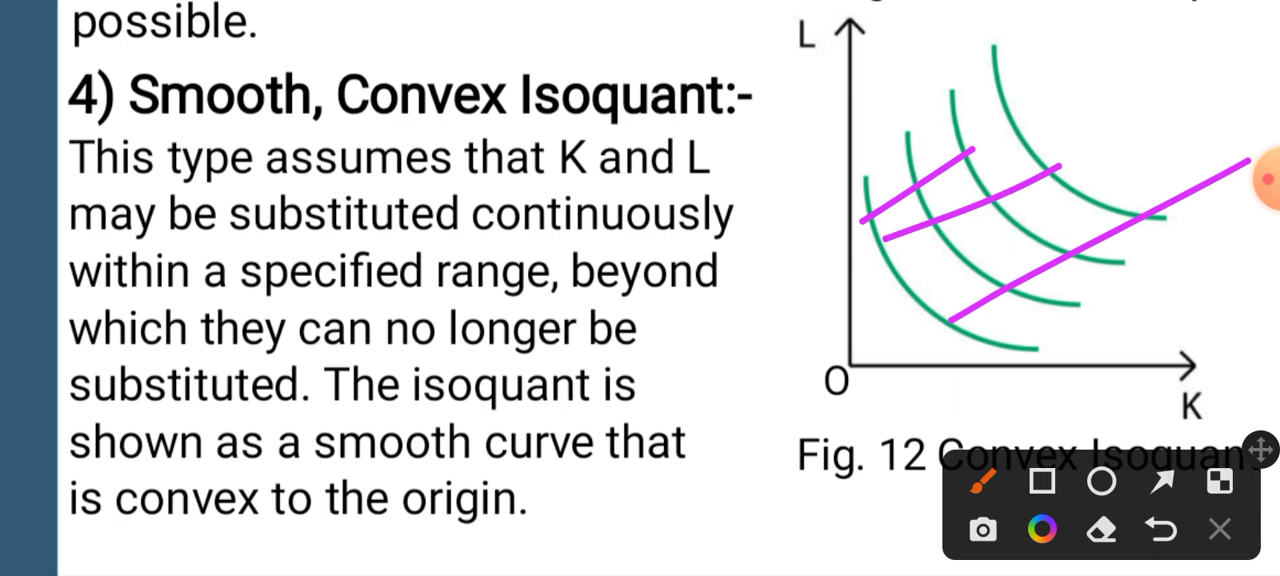 possible.
4) Smooth, Convex Isoquant:-
This type assumes that K and L
may be substituted continuously
within a specified range, beyond
which they can no longer be
substituted. The isoquant is
shown as a smooth curve that
is convex to the origin.
L
O
K
Fig. 12 Convex Isoquan